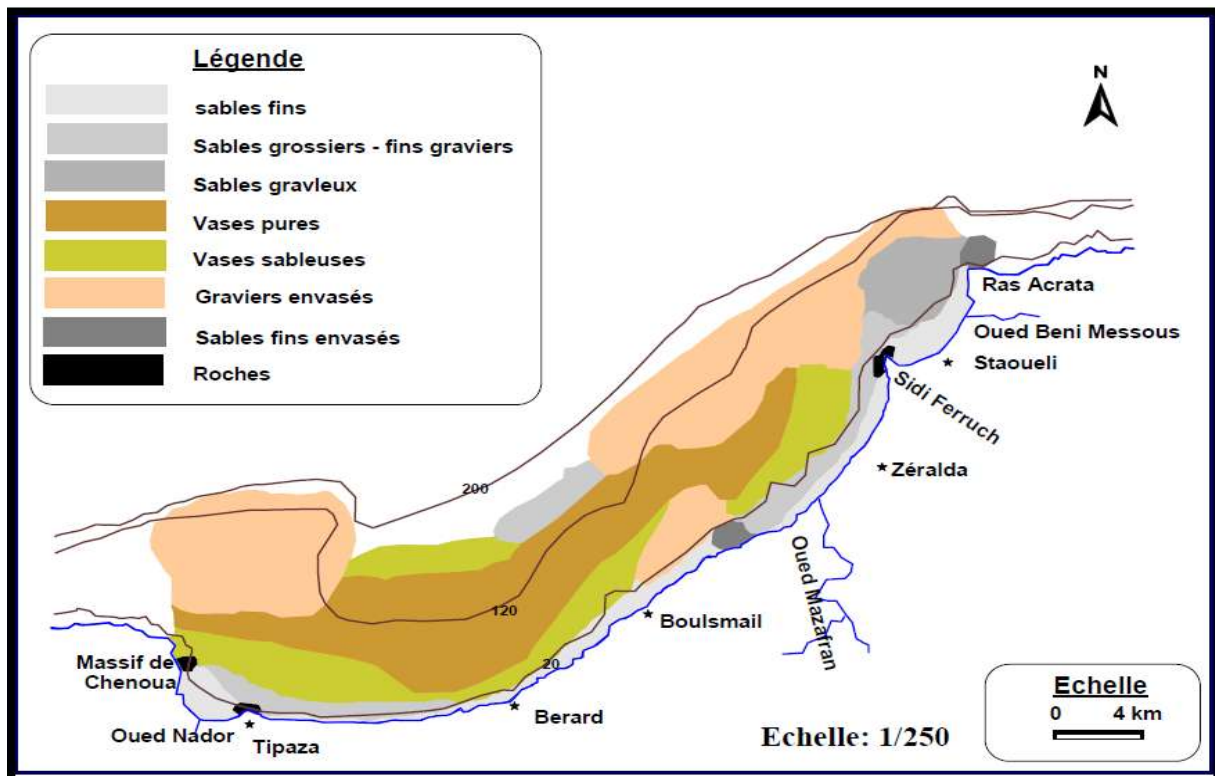 Légende
sables fins
Sables grossiers - fins graviers
Sables gravleux
Vases pures
Vases sableuses
Graviers envasés
Sables fins envasés
Roches
N
Ras Acrata
Oued Beni Messous
Staoueli
Sidi Ferruch
Zéralda
200
Oued Mazafran
120
Boulsmail
20
Massif de
Chenoua
Berard
Oued Nador
Tipaza
Echelle: 1/250
Echelle
0 4 km